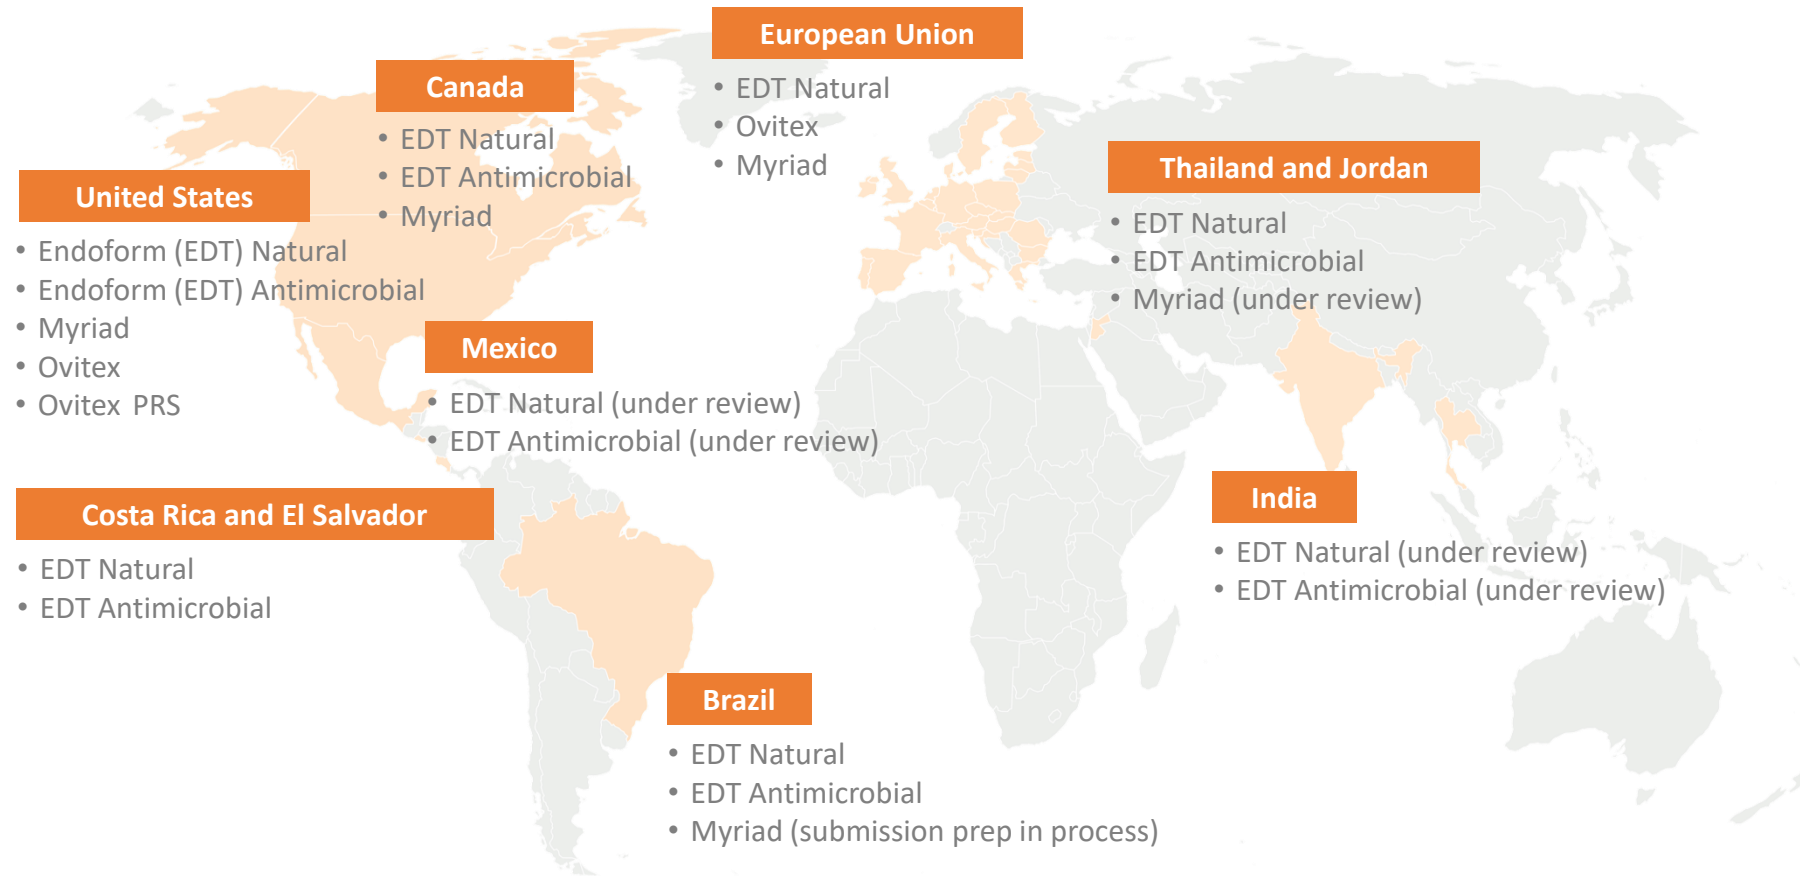 European Union
• EDT Natural
• Ovitex
• Myriad
Canada
• EDT Natural
• EDT Antimicrobial
• Myriad
United States
• Endoform (EDT) Natural
• Endoform (EDT) Antimicrobial
• Myriad
• Ovitex
• Ovitex PRS
Thailand and Jordan
• EDT Natural
• EDT Antimicrobial
• Myriad (under review)
Mexico
• EDT Natural (under review)
• EDT Antimicrobial (under review)
Costa Rica and El Salvador
• EDT Natural
• EDT Antimicrobial
India
• EDT Natural (under review)
• EDT Antimicrobial (under review)
Brazil
• EDT Natural
• EDT Antimicrobial
• Myriad (submission prep in process)